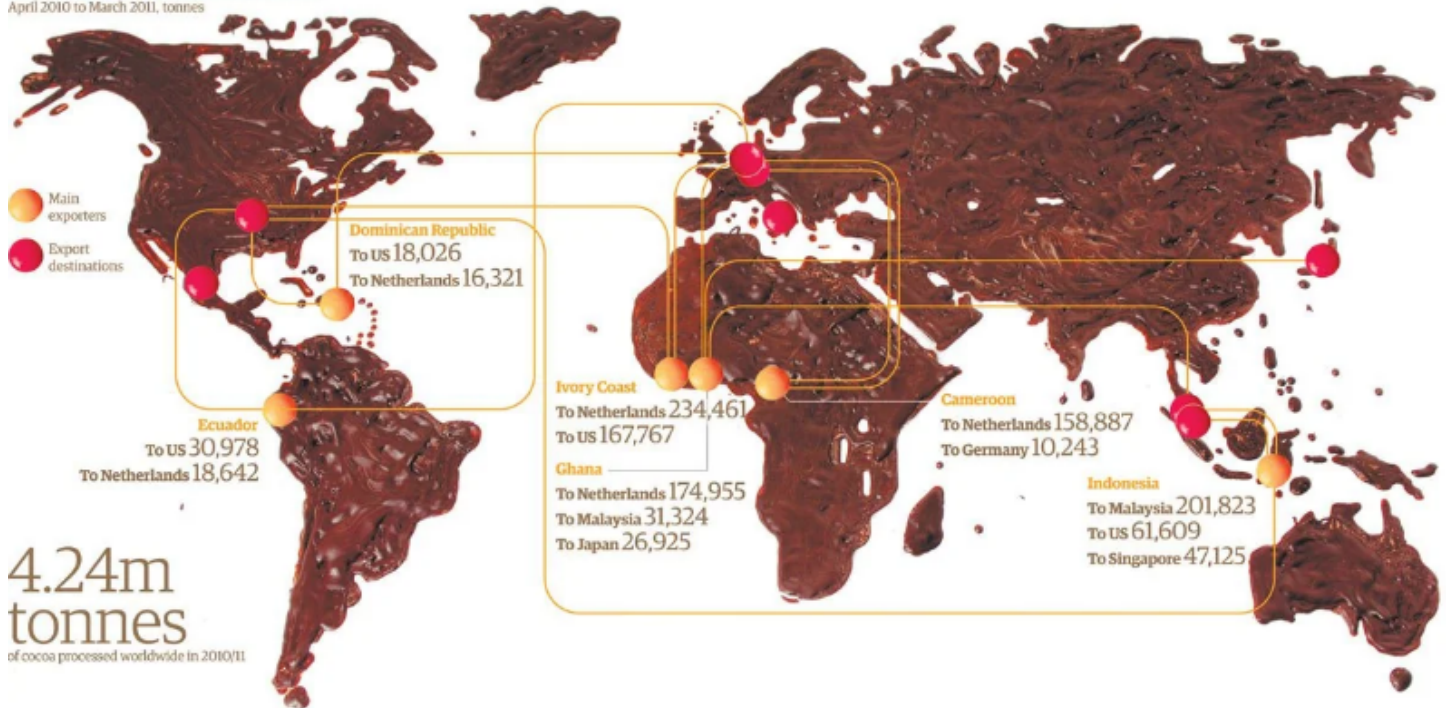 April 2010 to March 2011, tonnes
Main
exporters
Export
destinations
Dominican Republic
To US 18,026
To Netherlands 16,321
Ecuador
To US 30,978
To Netherlands 18,642
Ivory Coast
To Netherlands 234,461
To US 167,767
Ghana
To Netherlands 174,955
To Malaysia 31,324
To Japan 26,925
Cameroon
To Netherlands 158,887
To Germany 10,243
Indonesia
To Malaysia 201,823
To US 61,609
To Singapore 47,125
4.24m
tonnes
of cocoa processed worldwide in 2010/11